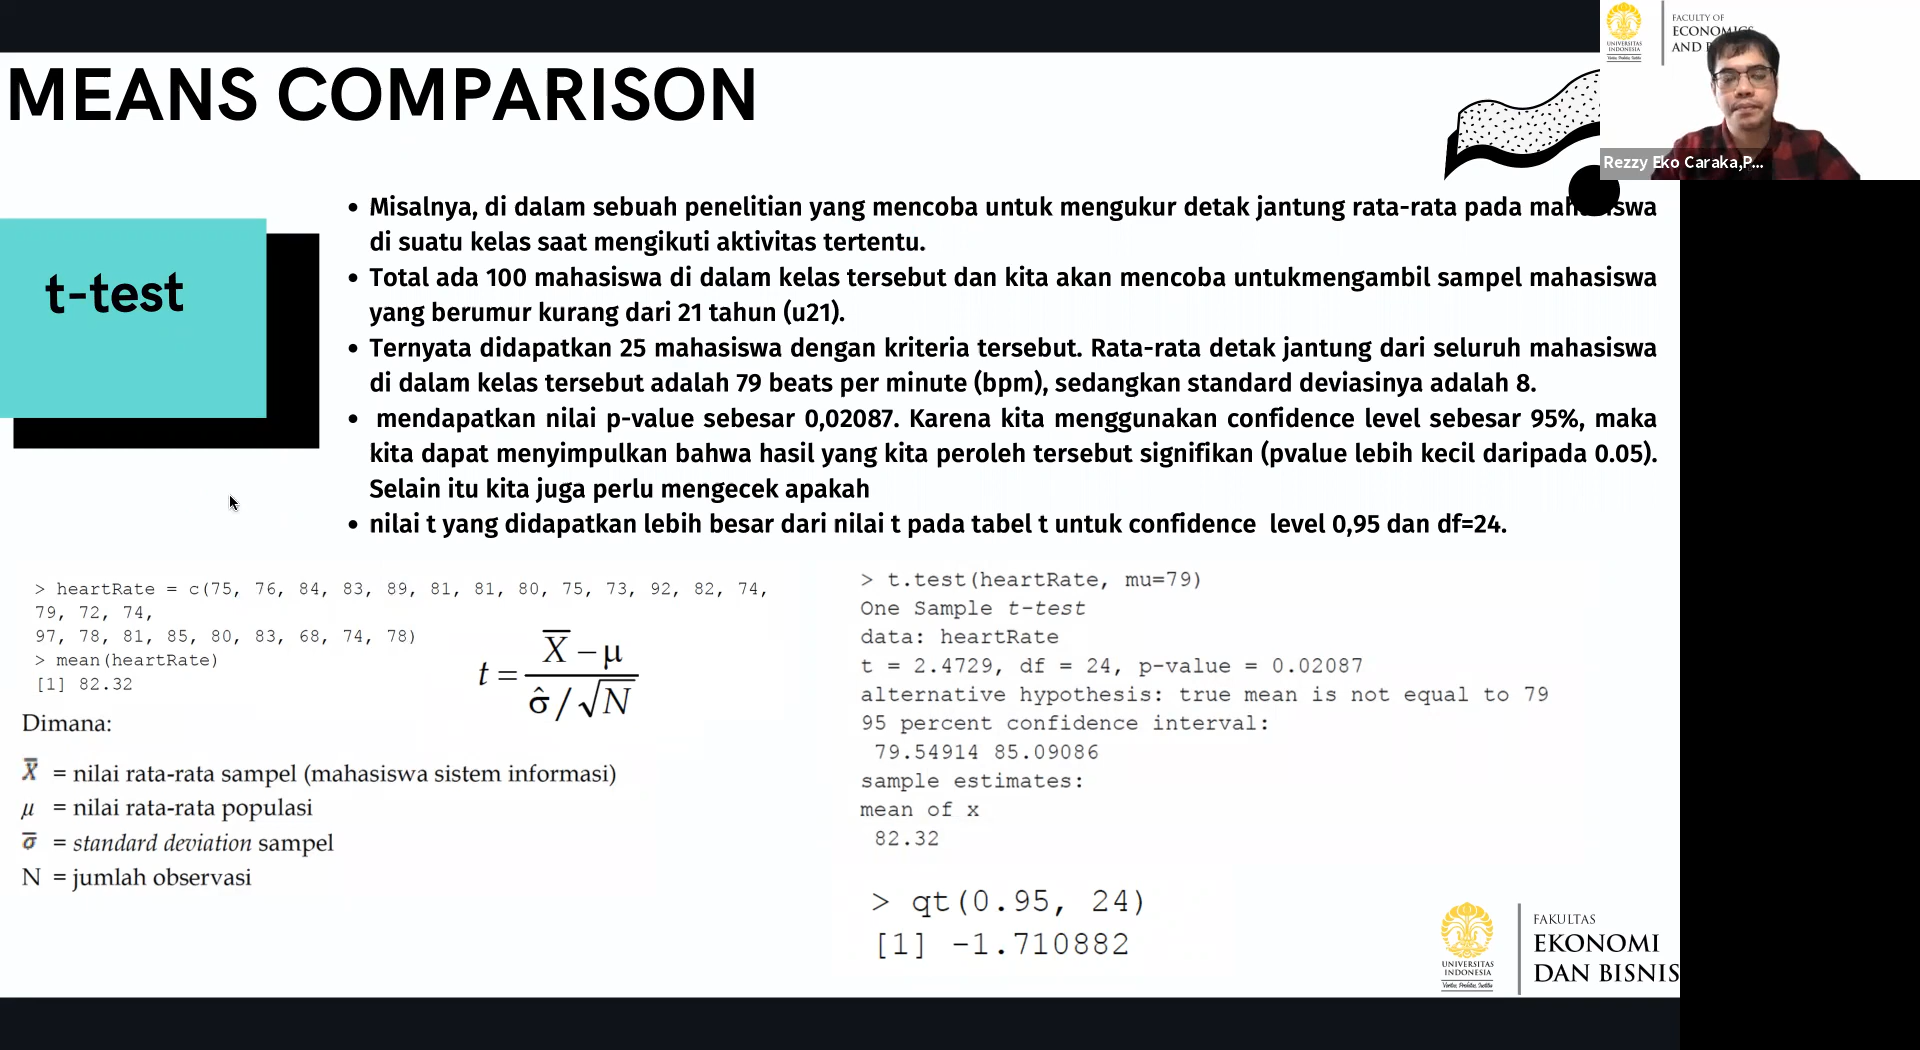 FACULTY OF
ECONOMICS
AND
UNIVERSITAS
INDONESIA
Veritas, Probitas, Iustitia
Rezzy Eko Caraka,P...
MEANS COMPARISON
t-test
• Misalnya, di dalam sebuah penelitian yang mencoba untuk mengukur detak jantung rata-rata pada mahasiswa
di suatu kelas saat mengikuti aktivitas tertentu.
• Total ada 100 mahasiswa di dalam kelas tersebut dan kita akan mencoba untukmengambil sampel mahasiswa
yang berumur kurang dari 21 tahun (u21).
• Ternyata didapatkan 25 mahasiswa dengan kriteria tersebut. Rata-rata detak jantung dari seluruh mahasiswa
di dalam kelas tersebut adalah 79 beats per minute (bpm), sedangkan standard deviasinya adalah 8.
• mendapatkan nilai p-value sebesar 0,02087. Karena kita menggunakan confidence level sebesar 95%, maka
kita dapat menyimpulkan bahwa hasil yang kita peroleh tersebut signifikan (pvalue lebih kecil daripada 0.05).
Selain itu kita juga perlu mengecek apakah
• nilai t yang didapatkan lebih besar dari nilai t pada tabel t untuk confidence level 0,95 dan df=24.
> heartRate = c(75, 76, 84, 83, 89, 81, 81, 80, 75, 73, 92, 82, 74,
79, 72, 74,
97, 78, 81, 85, 80, 83, 68, 74, 78)
> mean(heartRate)
[1] 82.32
t = (X̅ − μ) / (σ̂ / √N)
Dimana:
X̅ = nilai rata-rata sampel (mahasiswa sistem informasi)
μ = nilai rata-rata populasi
σ̅ = standard deviation sampel
N = jumlah observasi
> t.test(heartRate, mu=79)
One Sample t-test
data: heartRate
t = 2.4729, df = 24, p-value = 0.02087
alternative hypothesis: true mean is not equal to 79
95 percent confidence interval:
79.54914 85.09086
sample estimates:
mean of x
82.32
> qt(0.95, 24)
[1] -1.710882
UNIVERSITAS
INDONESIA
Veritas, Probitas, Iustitia
FAKULTAS
EKONOMI
DAN BISNIS